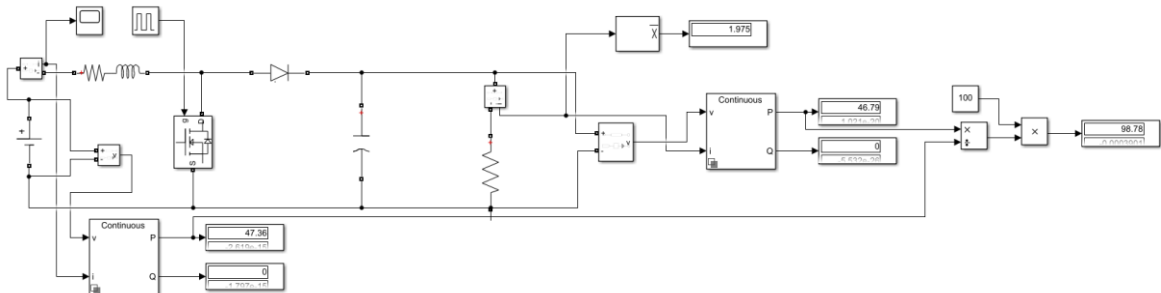 x
1.975
i
+
-
100
Continuous
46.79
v
P
g
D
×
98.78
÷
×
+
v
S
i
Q
0
+
-
v
Continuous
47.36
v
P
0
i
Q